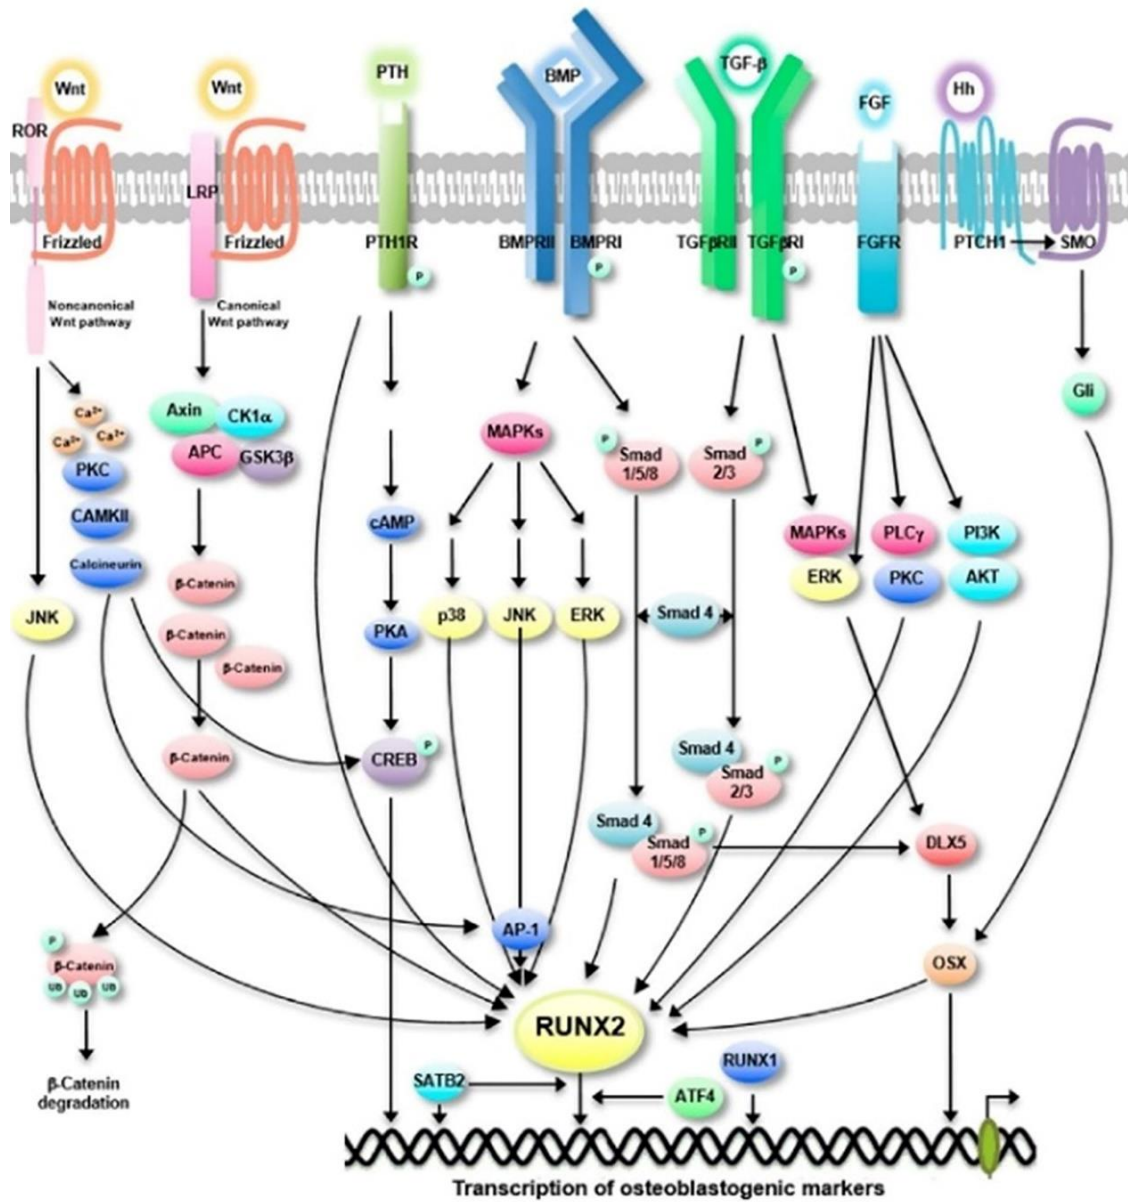 Wnt
Wnt
PTH
BMP
TGF-β
FGF
Hh
ROR
LRP
Frizzled
Frizzled
PTH1R
BMPRII
BMPRI
TGFβRII
TGFβRI
FGFR
PTCH1
SMO
P
P
P
Noncanonical
Wnt pathway
Canonical
Wnt pathway
Ca²⁺
Ca²⁺
Ca²⁺
PKC
CAMKII
Calcineurin
JNK
Axin
CK1α
APC
GSK3β
β-Catenin
β-Catenin
β-Catenin
β-Catenin
cAMP
PKA
CREB
P
MAPKs
p38
JNK
ERK
P
Smad
1/5/8
Smad
2/3
P
Smad 4
Smad 4
Smad
2/3
P
Smad 4
Smad
1/5/8
P
MAPKs
ERK
PLCγ
PKC
PI3K
AKT
Gli
DLX5
OSX
AP-1
P
β-Catenin
UB
UB
UB
β-Catenin
degradation
RUNX2
SATB2
ATF4
RUNX1
Transcription of osteoblastogenic markers